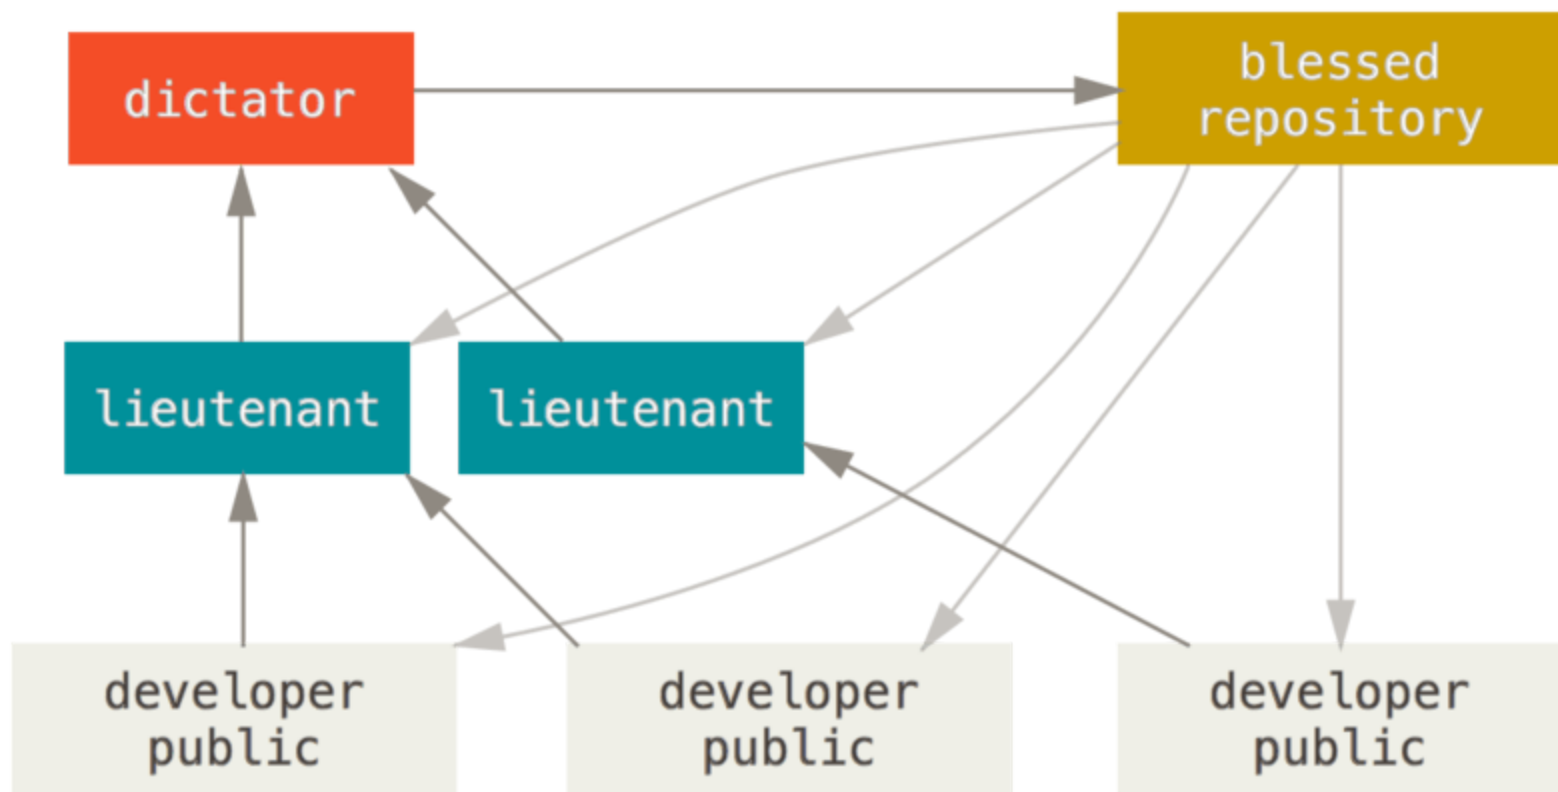 dictator
blessed
repository
lieutenant
lieutenant
developer
public
developer
public
developer
public